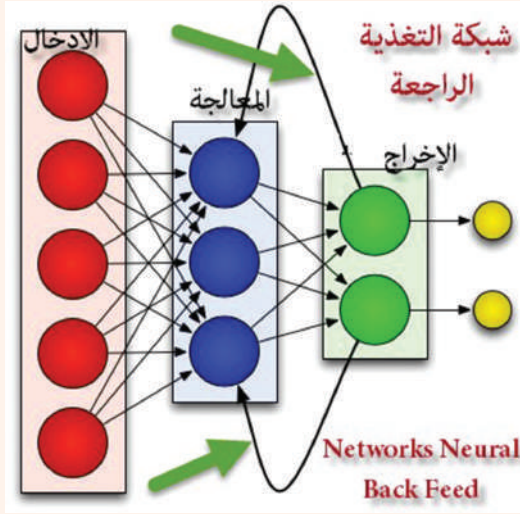 الادخال
المعالجة
الإخراج
شبكة التغذية
الراجعة
Networks Neural
Back Feed